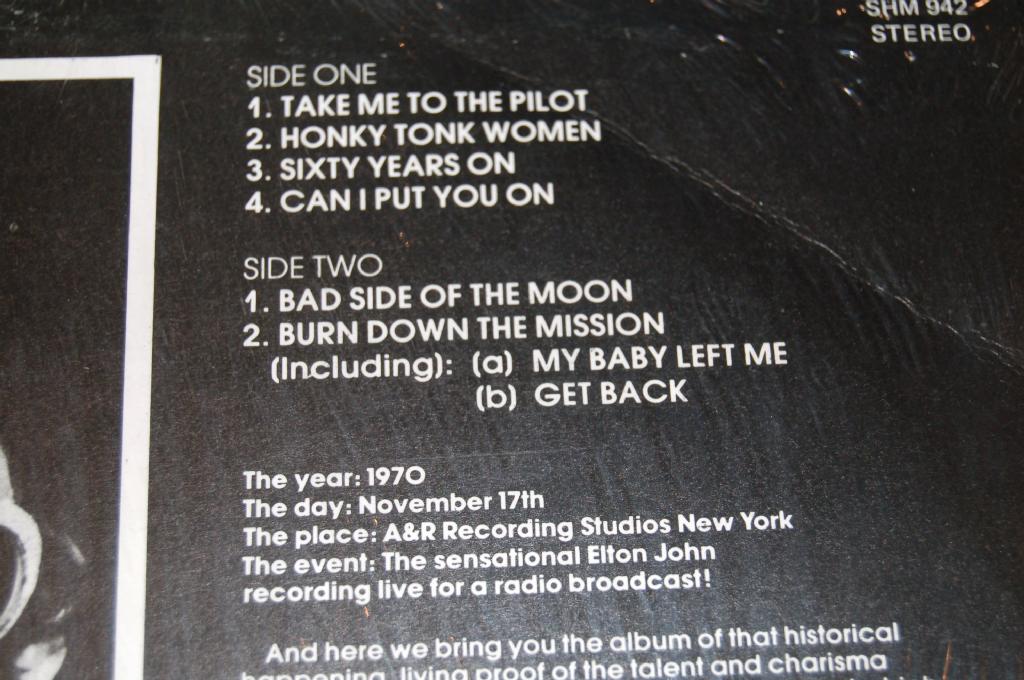 SHM 942
STEREO
SIDE ONE
1. TAKE ME TO THE PILOT
2. HONKY TONK WOMEN
3. SIXTY YEARS ON
4. CAN I PUT YOU ON
SIDE TWO
1. BAD SIDE OF THE MOON
2. BURN DOWN THE MISSION
(Including): (a) MY BABY LEFT ME
(b) GET BACK
The year: 1970
The day: November 17th
The place: A&R Recording Studios New York
The event: The sensational Elton John
recording live for a radio broadcast!
And here we bring you the album of that historical
happening, living proof of the talent and charisma